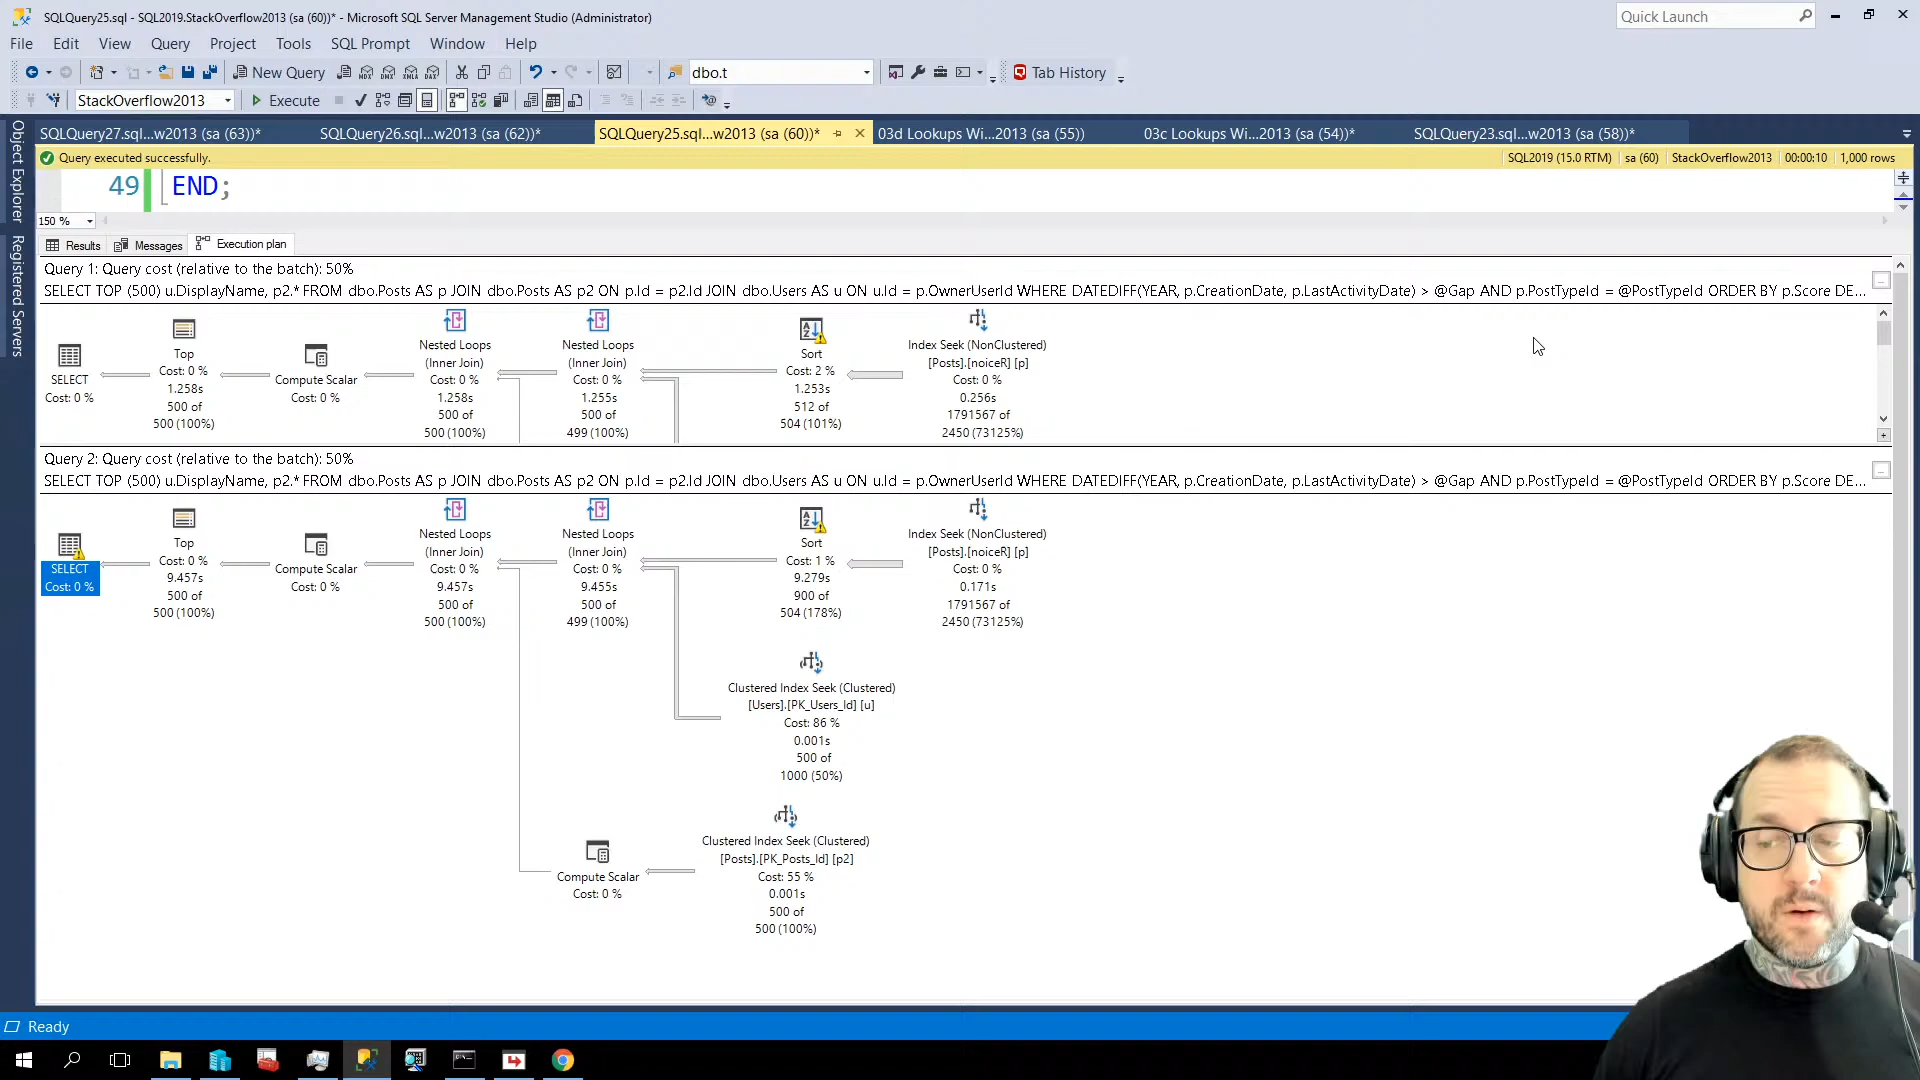 SQLQuery25.sql - SQL2019.StackOverflow2013 (sa (60))* - Microsoft SQL Server Management Studio (Administrator)
Quick Launch
File Edit View Query Project Tools SQL Prompt Window Help
New Query
dbo.t
Tab History
StackOverflow2013
Execute
SQLQuery27.sql...w2013 (sa (63))*
SQLQuery26.sql...w2013 (sa (62))*
SQLQuery25.sql...w2013 (sa (60))*
03d Lookups Wi...2013 (sa (55))
03c Lookups Wi...2013 (sa (54))*
SQLQuery23.sql...w2013 (sa (58))*
Object Explorer
Registered Servers
Query executed successfully.
SQL2019 (15.0 RTM)
sa (60)
StackOverflow2013
00:00:10
1,000 rows
49 END;
150 %
Results
Messages
Execution plan
Query 1: Query cost (relative to the batch): 50%
SELECT TOP (500) u.DisplayName, p2.* FROM dbo.Posts AS p JOIN dbo.Posts AS p2 ON p.Id = p2.Id JOIN dbo.Users AS u ON u.Id = p.OwnerUserId WHERE DATEDIFF(YEAR, p.CreationDate, p.LastActivityDate) > @Gap AND p.PostTypeId = @PostTypeId ORDER BY p.Score DE...
SELECT
Cost: 0 %
Top
Cost: 0 %
1.258s
500 of
500 (100%)
Compute Scalar
Cost: 0 %
Nested Loops
(Inner Join)
Cost: 0 %
1.258s
500 of
500 (100%)
Nested Loops
(Inner Join)
Cost: 0 %
1.255s
500 of
499 (100%)
Sort
Cost: 2 %
1.253s
512 of
504 (101%)
Index Seek (NonClustered)
[Posts].[noiceR] [p]
Cost: 0 %
0.256s
1791567 of
2450 (73125%)
Query 2: Query cost (relative to the batch): 50%
SELECT TOP (500) u.DisplayName, p2.* FROM dbo.Posts AS p JOIN dbo.Posts AS p2 ON p.Id = p2.Id JOIN dbo.Users AS u ON u.Id = p.OwnerUserId WHERE DATEDIFF(YEAR, p.CreationDate, p.LastActivityDate) > @Gap AND p.PostTypeId = @PostTypeId ORDER BY p.Score DE...
SELECT
Cost: 0 %
Top
Cost: 0 %
9.457s
500 of
500 (100%)
Compute Scalar
Cost: 0 %
Nested Loops
(Inner Join)
Cost: 0 %
9.457s
500 of
500 (100%)
Nested Loops
(Inner Join)
Cost: 0 %
9.455s
500 of
499 (100%)
Sort
Cost: 1 %
9.279s
900 of
504 (178%)
Index Seek (NonClustered)
[Posts].[noiceR] [p]
Cost: 0 %
0.171s
1791567 of
2450 (73125%)
Clustered Index Seek (Clustered)
[Users].[PK_Users_Id] [u]
Cost: 86 %
0.001s
500 of
1000 (50%)
Compute Scalar
Cost: 0 %
Clustered Index Seek (Clustered)
[Posts].[PK_Posts_Id] [p2]
Cost: 55 %
0.001s
500 of
500 (100%)
Ready